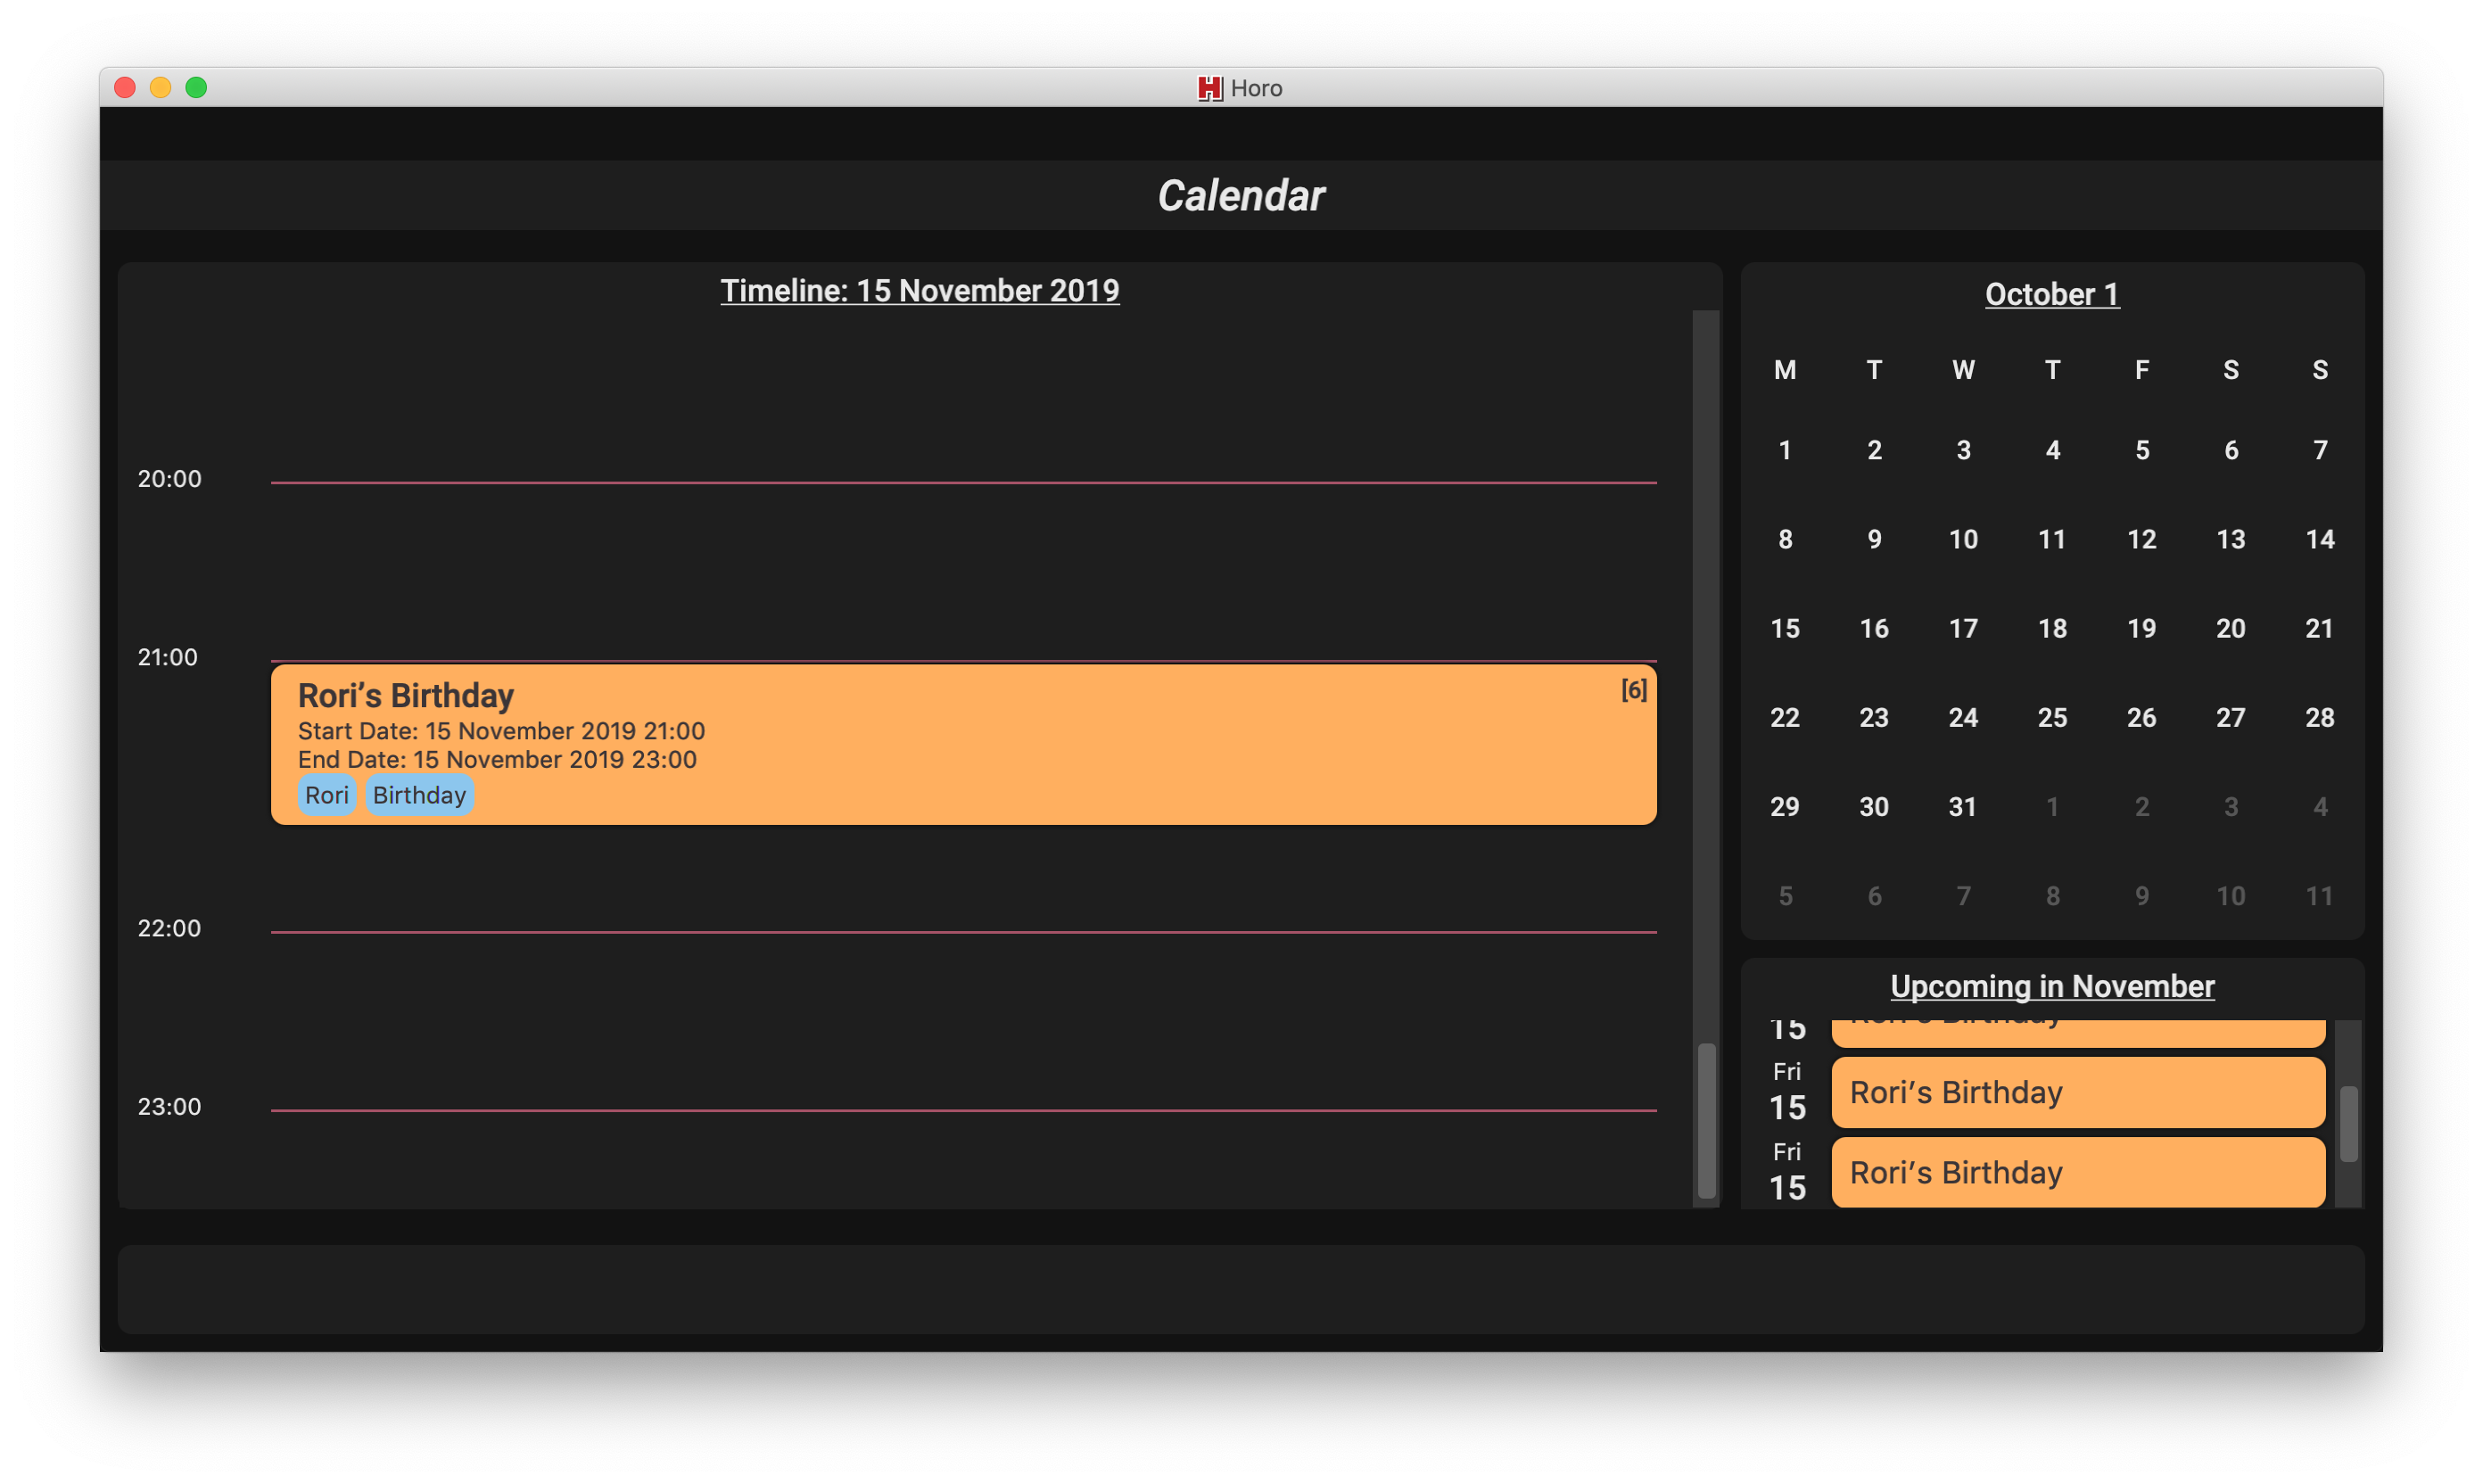 Horo
Calendar
Timeline: 15 November 2019
20:00
21:00
Rori’s Birthday
[6]
Start Date: 15 November 2019 21:00
End Date: 15 November 2019 23:00
Rori Birthday
22:00
23:00
October 1
M T W T F S S
1 2 3 4 5 6 7
8 9 10 11 12 13 14
15 16 17 18 19 20 21
22 23 24 25 26 27 28
29 30 31 1 2 3 4
5 6 7 8 9 10 11
Upcoming in November
15 Rori’s Birthday
Fri
15 Rori’s Birthday
Fri
15 Rori’s Birthday